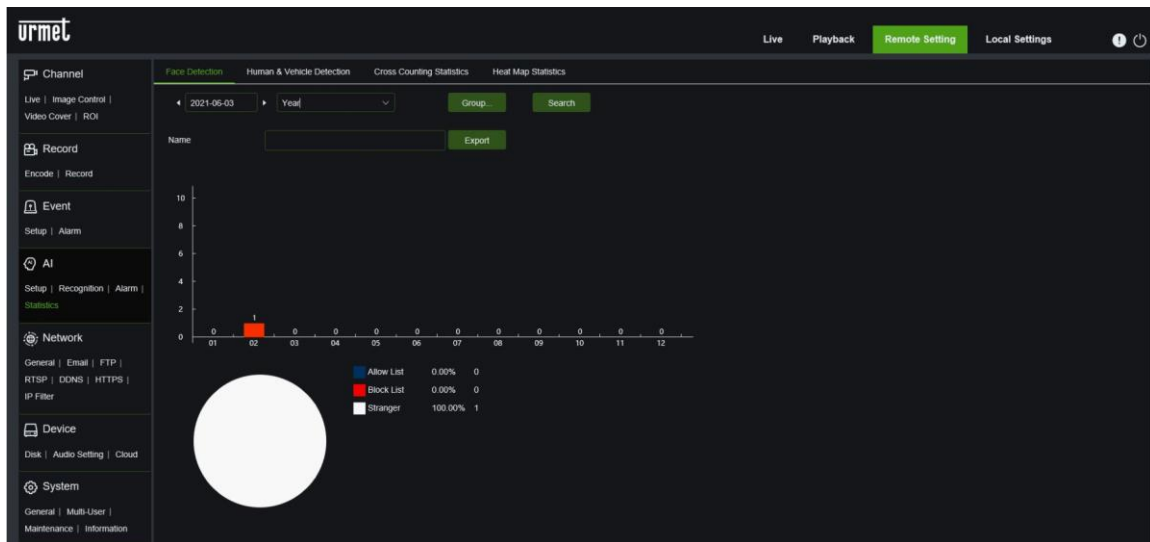 urmet
Live Playback Remote Setting Local Settings
Channel
Live | Image Control |
Video Cover | ROI
Record
Encode | Record
Event
Setup | Alarm
AI
Setup | Recognition | Alarm |
Statistics
Network
General | Email | FTP |
RTSP | DDNS | HTTPS |
IP Filter
Device
Disk | Audio Setting | Cloud
System
General | Multi-User |
Maintenance | Information
Face Detection Human & Vehicle Detection Cross Counting Statistics Heat Map Statistics
2021-06-03 Year Group... Search
Name Export
10
8
6
4
2
0
0 1 0 0 0 0 0 0 0 0 0 0
01 02 03 04 05 06 07 08 09 10 11 12
Allow List 0.00% 0
Block List 0.00% 0
Stranger 100.00% 1